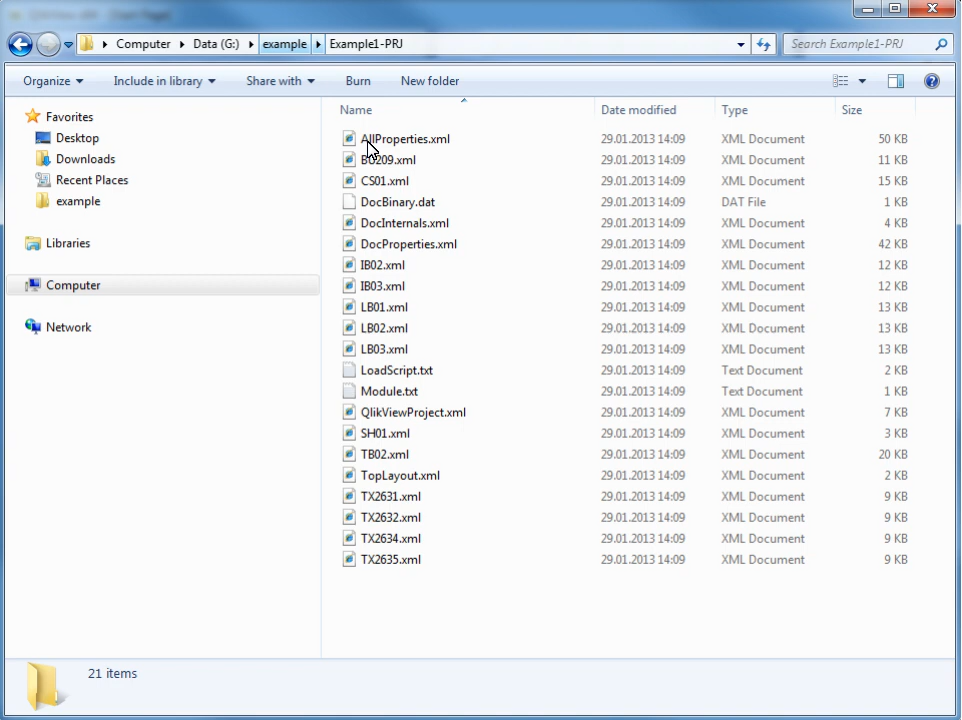 Computer Data (G:) example Example1-PRJ Search Example1-PRJ
Organize Include in library Share with Burn New folder
Favorites
Desktop
Downloads
Recent Places
example
Libraries
Computer
Network
Name Date modified Type Size
AllProperties.xml 29.01.2013 14:09 XML Document 50 KB
29.01.2013 14:09 XML Document 11 KB
CS01.xml 29.01.2013 14:09 XML Document 15 KB
DocBinary.dat 29.01.2013 14:09 DAT File 1 KB
DocInternals.xml 29.01.2013 14:09 XML Document 4 KB
DocProperties.xml 29.01.2013 14:09 XML Document 42 KB
IB02.xml 29.01.2013 14:09 XML Document 12 KB
IB03.xml 29.01.2013 14:09 XML Document 12 KB
LB01.xml 29.01.2013 14:09 XML Document 13 KB
LB02.xml 29.01.2013 14:09 XML Document 13 KB
LB03.xml 29.01.2013 14:09 XML Document 13 KB
LoadScript.txt 29.01.2013 14:09 Text Document 2 KB
Module.txt 29.01.2013 14:09 Text Document 1 KB
QlikViewProject.xml 29.01.2013 14:09 XML Document 7 KB
SH01.xml 29.01.2013 14:09 XML Document 3 KB
TB02.xml 29.01.2013 14:09 XML Document 20 KB
TopLayout.xml 29.01.2013 14:09 XML Document 2 KB
TX2631.xml 29.01.2013 14:09 XML Document 9 KB
TX2632.xml 29.01.2013 14:09 XML Document 9 KB
TX2634.xml 29.01.2013 14:09 XML Document 9 KB
TX2635.xml 29.01.2013 14:09 XML Document 9 KB
21 items